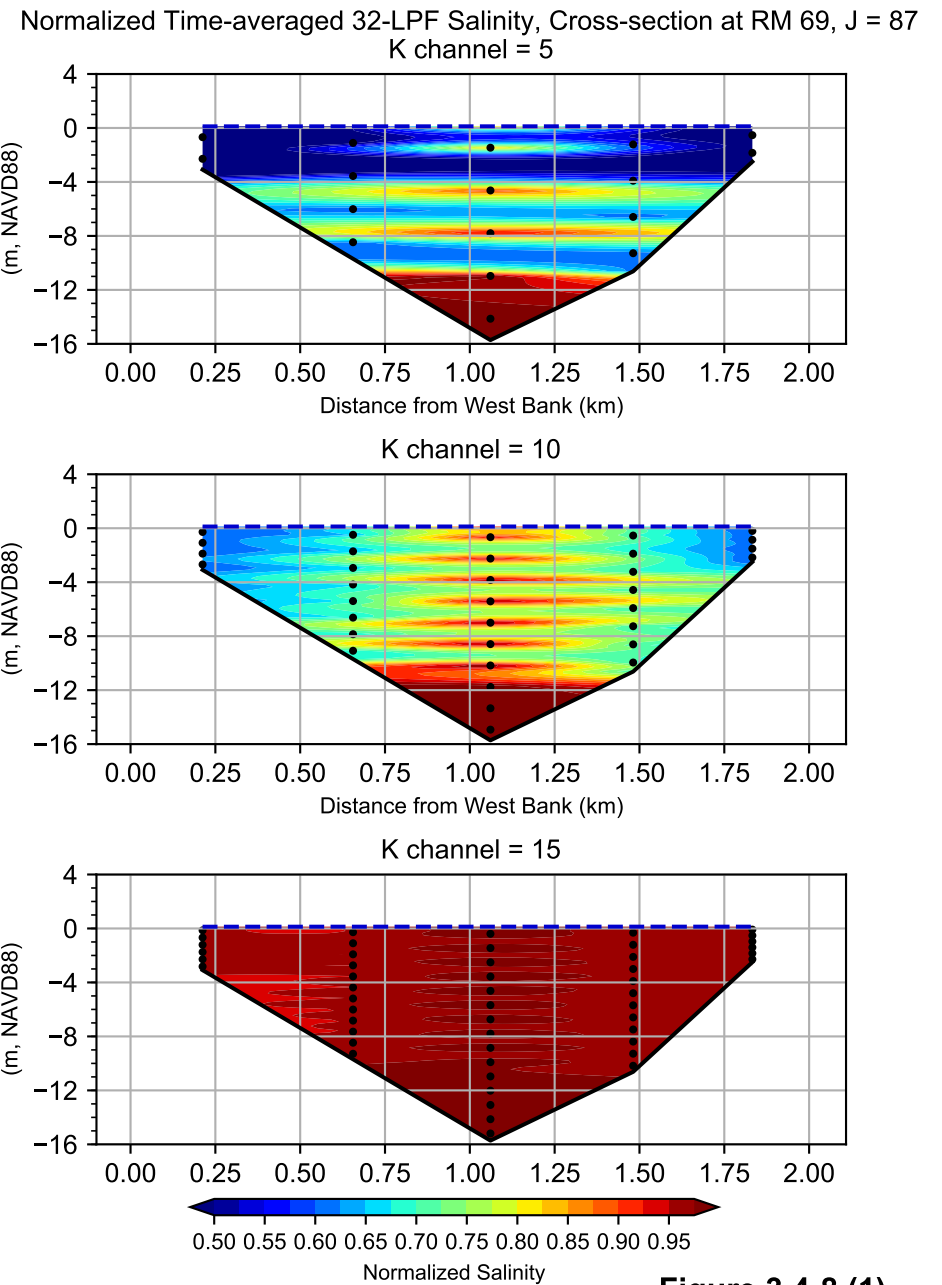 Normalized Time-averaged 32-LPF Salinity, Cross-section at RM 69, J = 87
K channel = 5
4
0
−4
−8
−12
−16
(m, NAVD88)
0.00 0.25 0.50 0.75 1.00 1.25 1.50 1.75 2.00
Distance from West Bank (km)
K channel = 10
4
0
−4
−8
−12
−16
(m, NAVD88)
0.00 0.25 0.50 0.75 1.00 1.25 1.50 1.75 2.00
Distance from West Bank (km)
K channel = 15
4
0
−4
−8
−12
−16
(m, NAVD88)
0.00 0.25 0.50 0.75 1.00 1.25 1.50 1.75 2.00
0.50 0.55 0.60 0.65 0.70 0.75 0.80 0.85 0.90 0.95
Normalized Salinity